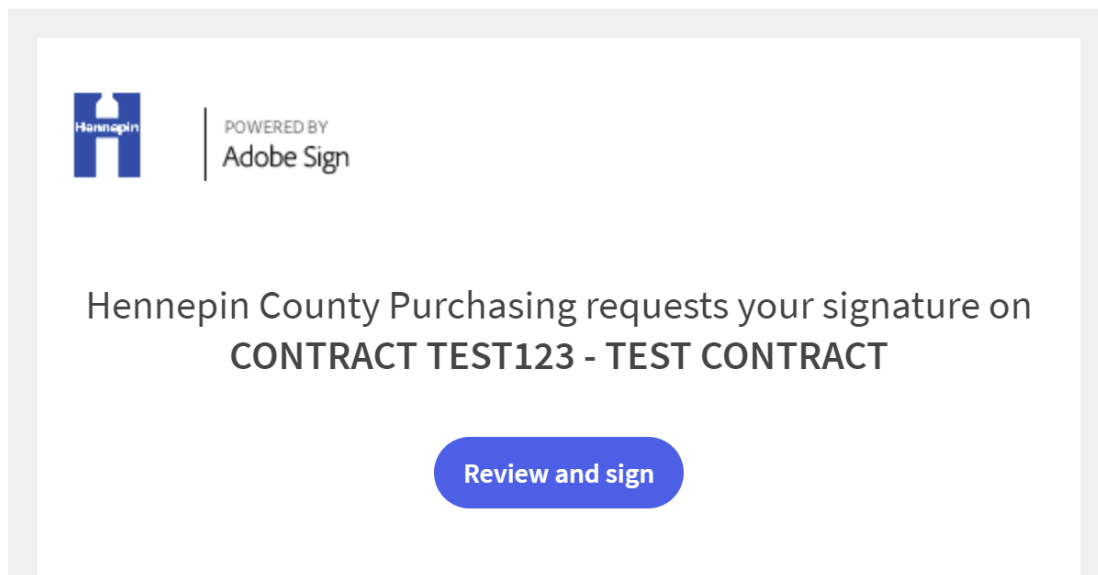 Hennepin
POWERED BY
Adobe Sign
Hennepin County Purchasing requests your signature on
CONTRACT TEST123 - TEST CONTRACT
Review and sign